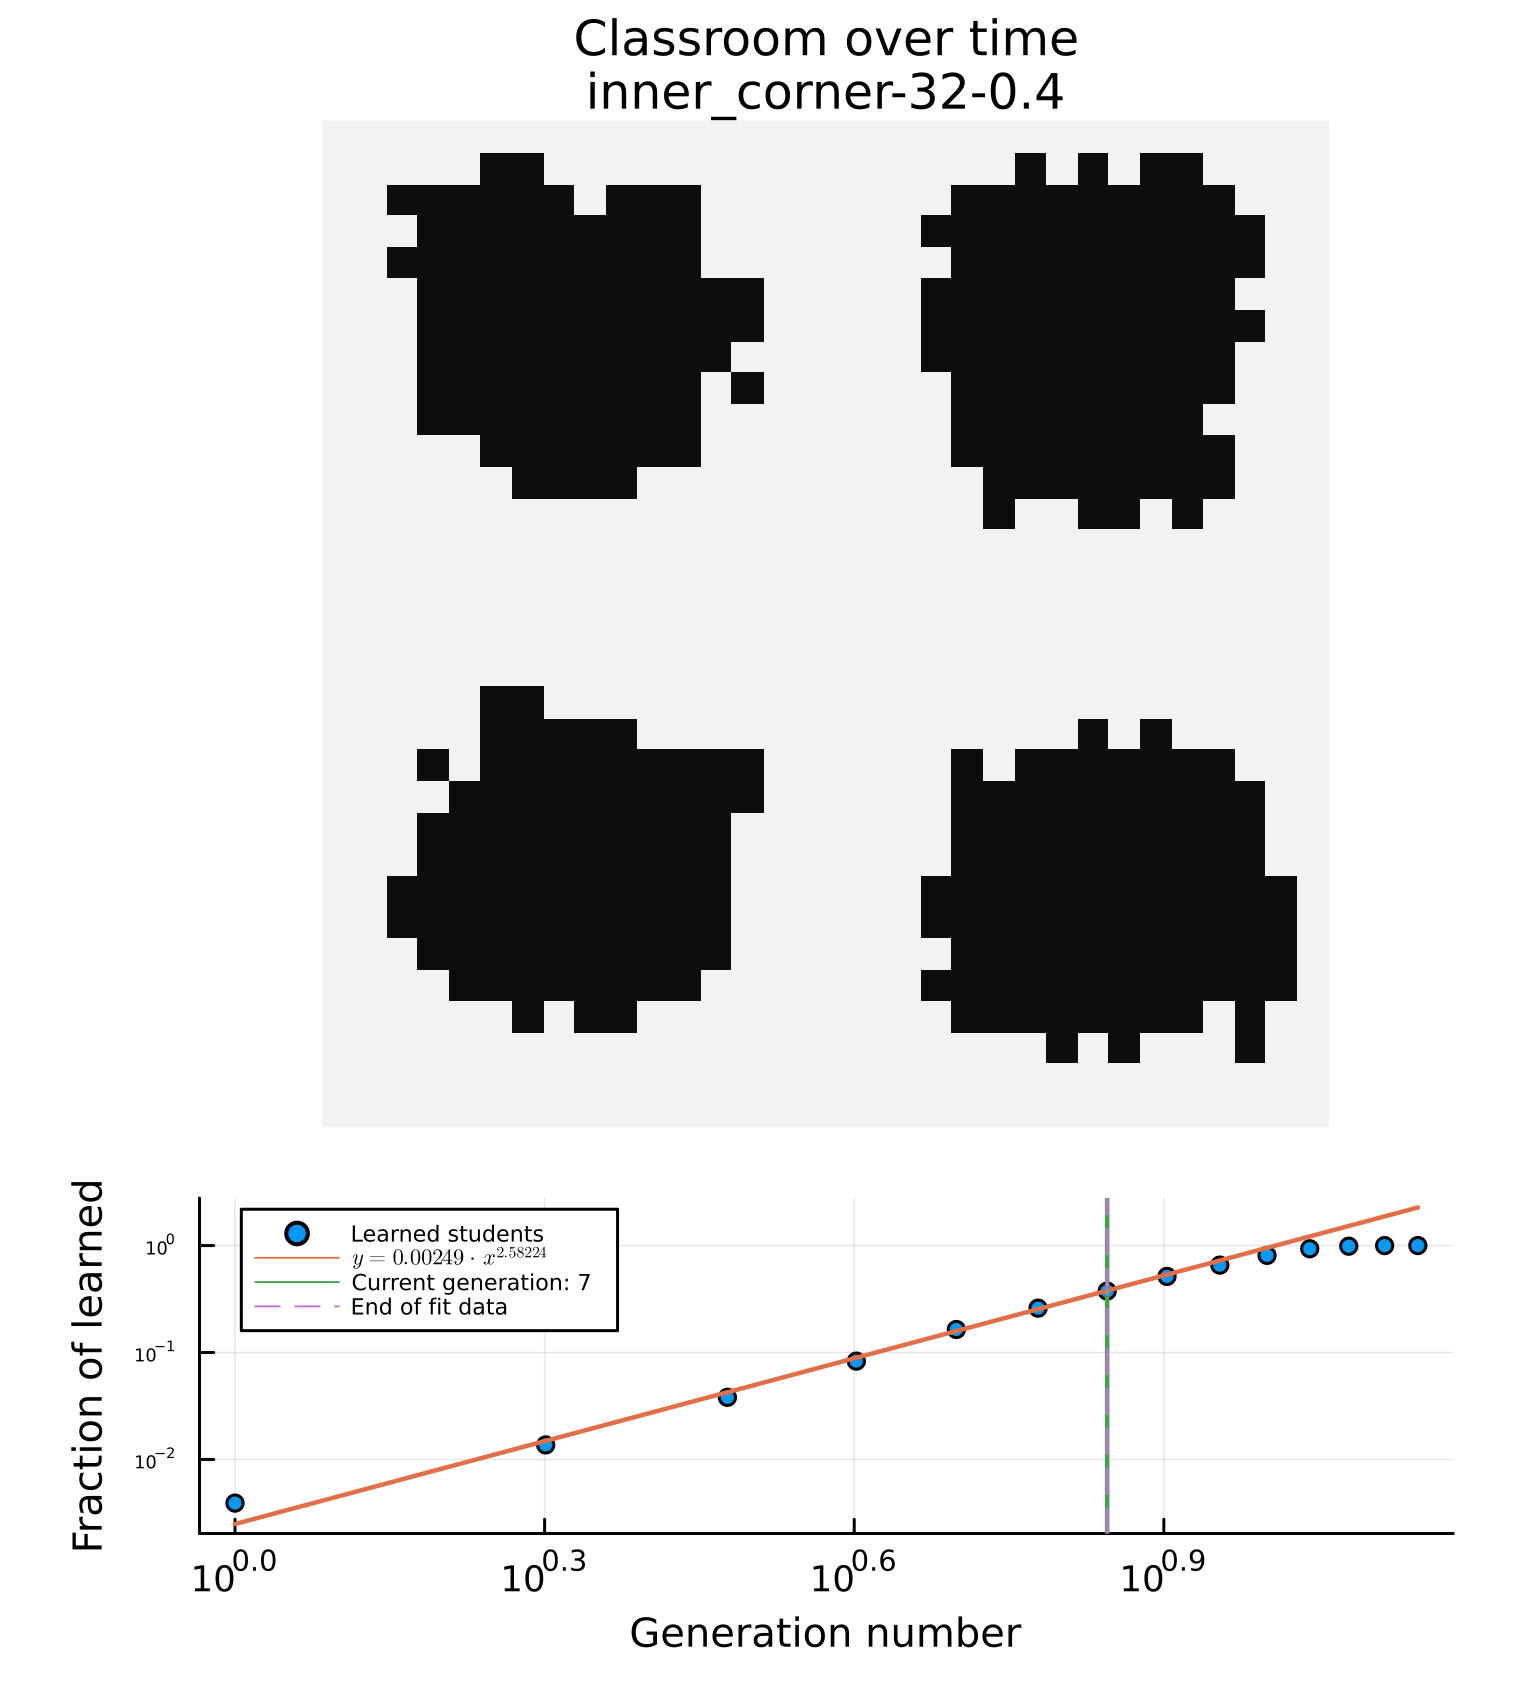 Classroom over time
inner_corner-32-0.4
Fraction of learned
10^0
10^−1
10^−2
Learned students
y = 0.00249 · x^2.58224
Current generation: 7
End of fit data
10^0.0 10^0.3 10^0.6 10^0.9
Generation number